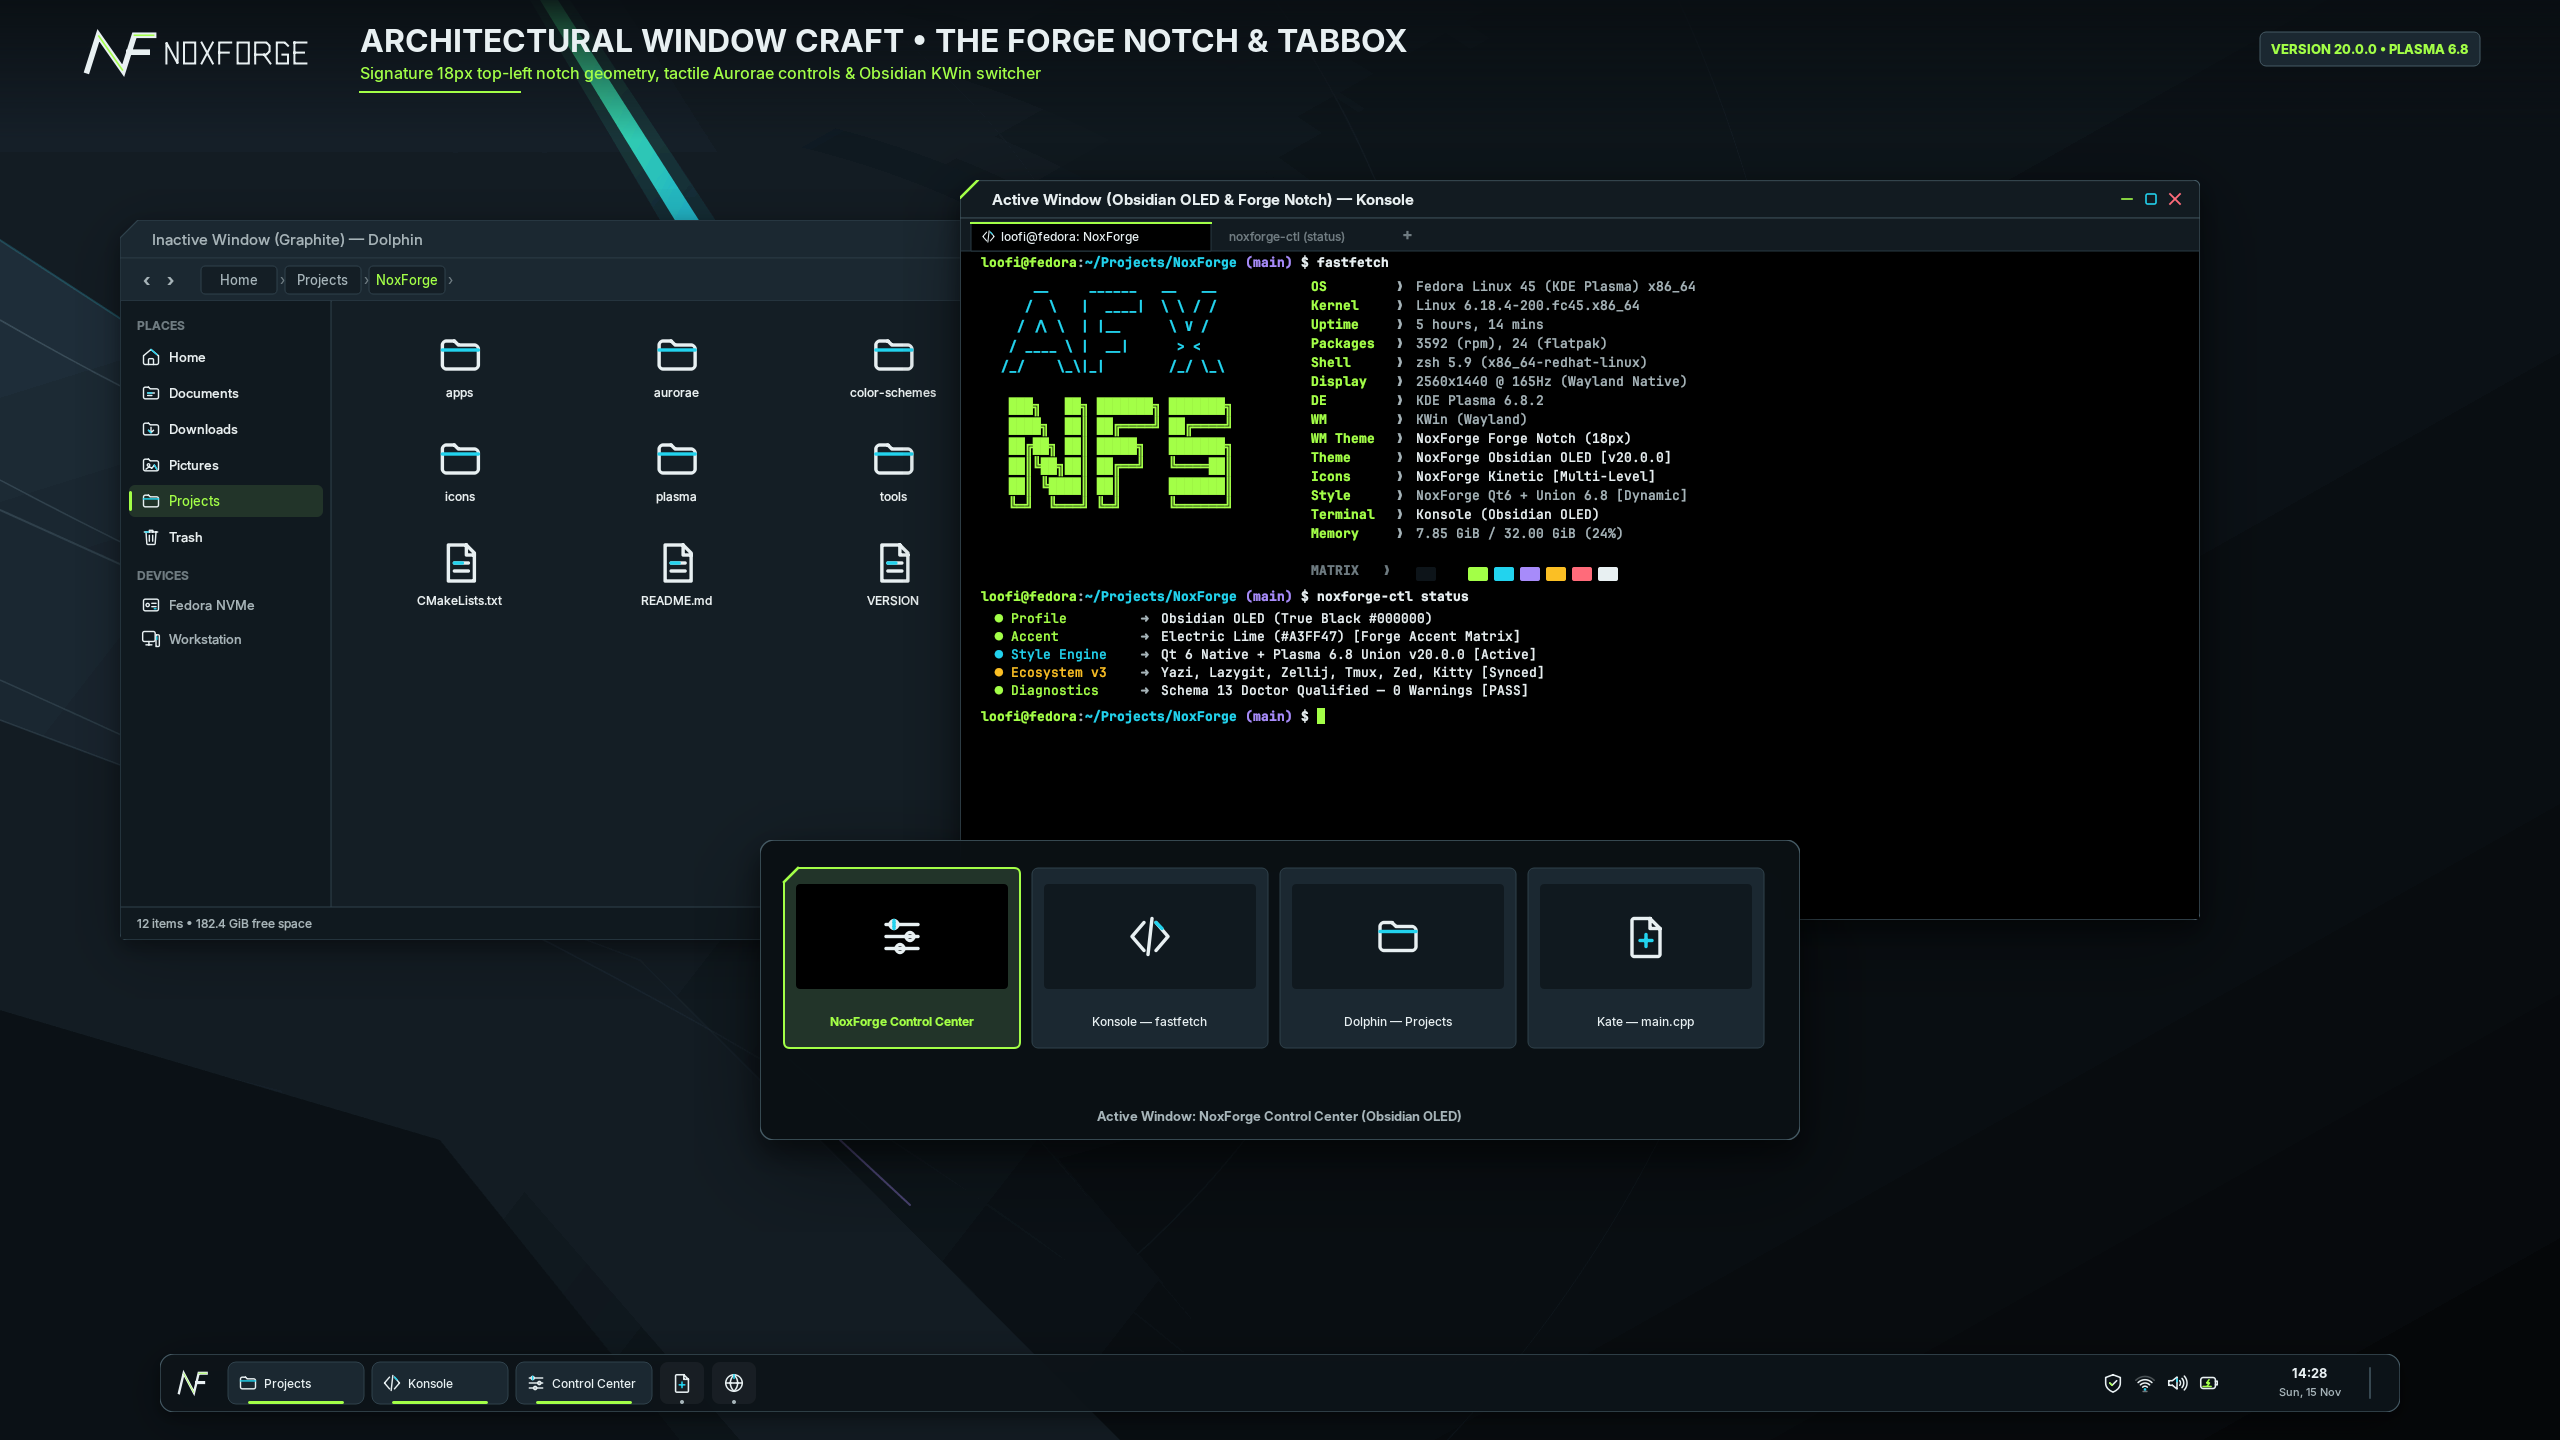 NF NOXFORGE
ARCHITECTURAL WINDOW CRAFT • THE FORGE NOTCH & TABBOX
Signature 18px top-left notch geometry, tactile Aurorae controls & Obsidian KWin switcher
VERSION 20.0.0 • PLASMA 6.8
Inactive Window (Graphite) — Dolphin
‹ › Home › Projects › NoxForge ›
PLACES
Home
Documents
Downloads
Pictures
Projects
Trash
DEVICES
Fedora NVMe
Workstation
apps aurorae color-schemes
icons plasma tools
CMakeLists.txt README.md VERSION
12 items • 182.4 GiB free space
Active Window (Obsidian OLED & Forge Notch) — Konsole
loofi@fedora: NoxForge noxforge-ctl (status) +
loofi@fedora:~/Projects/NoxForge (main) $ fastfetch
AFX
NFS
OS ❫ Fedora Linux 45 (KDE Plasma) x86_64
Kernel ❫ Linux 6.18.4-200.fc45.x86_64
Uptime ❫ 5 hours, 14 mins
Packages ❫ 3592 (rpm), 24 (flatpak)
Shell ❫ zsh 5.9 (x86_64-redhat-linux)
Display ❫ 2560x1440 @ 165Hz (Wayland Native)
DE ❫ KDE Plasma 6.8.2
WM ❫ KWin (Wayland)
WM Theme ❫ NoxForge Forge Notch (18px)
Theme ❫ NoxForge Obsidian OLED [v20.0.0]
Icons ❫ NoxForge Kinetic [Multi-Level]
Style ❫ NoxForge Qt6 + Union 6.8 [Dynamic]
Terminal ❫ Konsole (Obsidian OLED)
Memory ❫ 7.85 GiB / 32.00 GiB (24%)
MATRIX ❫
loofi@fedora:~/Projects/NoxForge (main) $ noxforge-ctl status
● Profile → Obsidian OLED (True Black #000000)
● Accent → Electric Lime (#A3FF47) [Forge Accent Matrix]
● Style Engine → Qt 6 Native + Plasma 6.8 Union v20.0.0 [Active]
● Ecosystem v3 → Yazi, Lazygit, Zellij, Tmux, Zed, Kitty [Synced]
● Diagnostics → Schema 13 Doctor Qualified — 0 Warnings [PASS]
loofi@fedora:~/Projects/NoxForge (main) $
NoxForge Control Center
Konsole — fastfetch
Dolphin — Projects
Kate — main.cpp
Active Window: NoxForge Control Center (Obsidian OLED)
NF Projects Konsole Control Center
14:28
Sun, 15 Nov